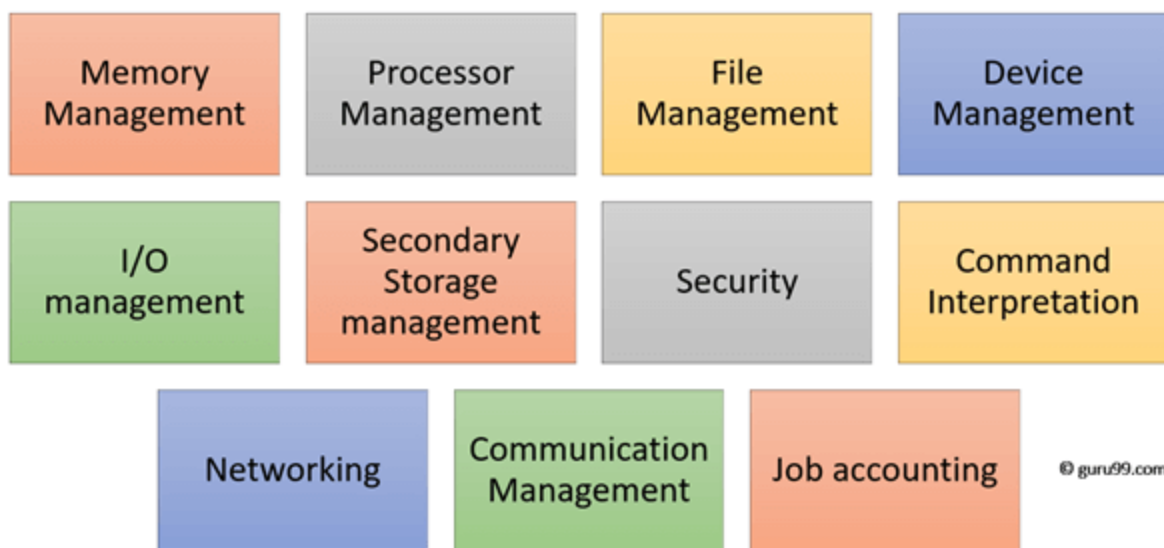 Memory
Management
Processor
Management
File
Management
Device
Management
I/O
management
Secondary
Storage
management
Security
Command
Interpretation
Networking
Communication
Management
Job accounting
© guru99.com